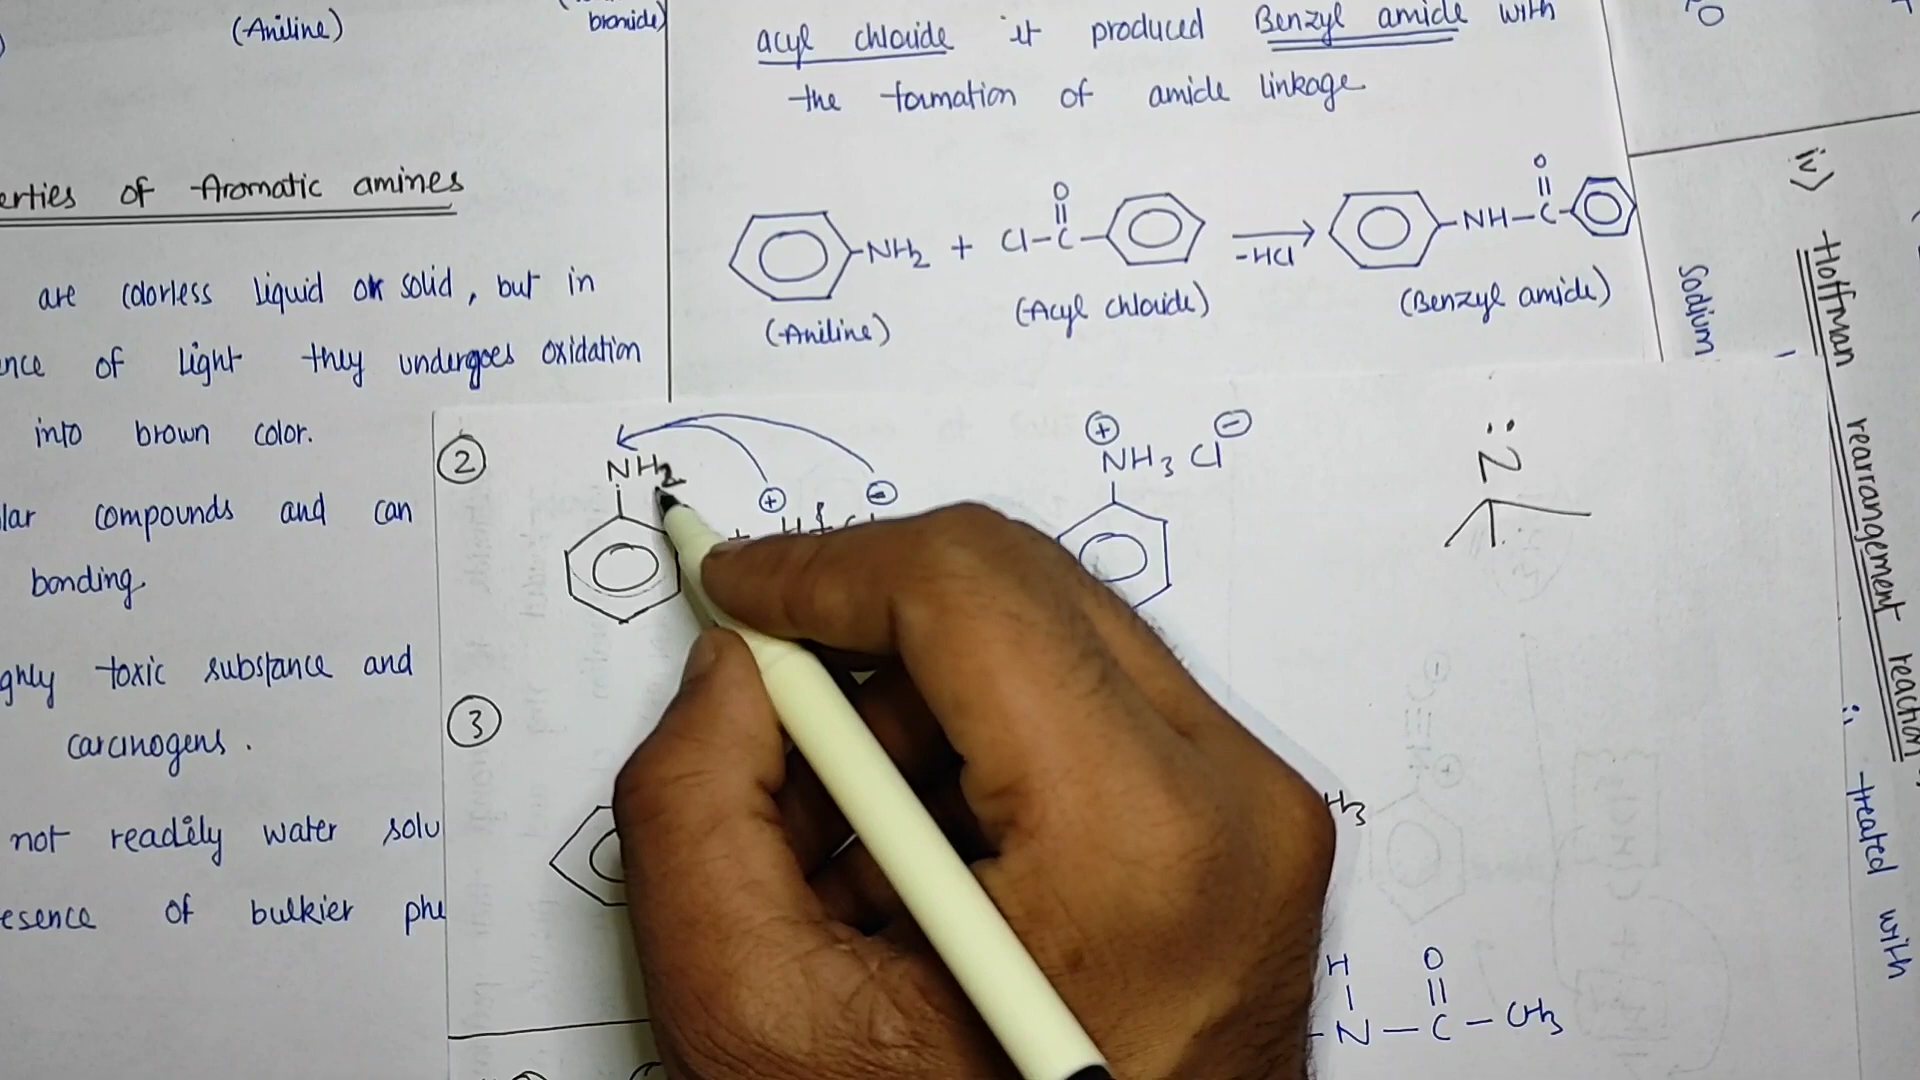 (Aniline)
bromide)
acyl chloride it produced Benzyl amide with
the formation of amide linkage
erties of Aromatic amines
are colorless liquid or solid, but in
ence of light they undergoes oxidation
into brown color.
lar compounds and can
bonding
ghly toxic substance and
carcinogens.
not readily water solu
esence of bulkier phe
-NH2 + Cl-C- -HCl -NH-C-
O
O
(Aniline)
(Acyl chloride)
(Benzyl amide)
②
NH2
⊕ ⊖
+ H
⊕ ⊖
NH3 Cl
:N
③
H3
H O
-N-C-CH3
iv) Hoffman rearrangement reaction
Sodium
treated with